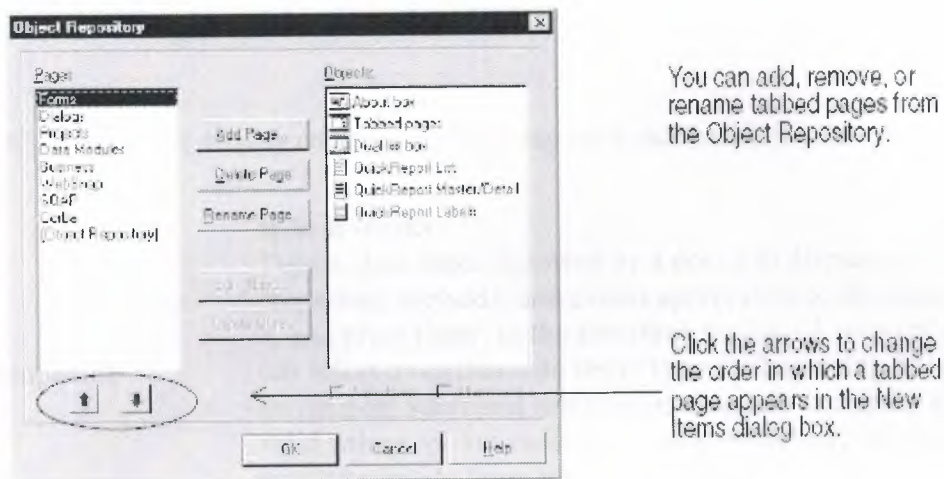 Object Repository
Pages
Objects
Forms
Dialogs
Projects
Data Modules
Business
WebSnap
SOAP
Corba
[Object Repository]
Add Page
Delete Page
Rename Page
About box
Tabbed pages
Dual list box
QuickReport List
QuickReport Master/Detail
QuickReport Labels
OK
Cancel
Help
You can add, remove, or
rename tabbed pages from
the Object Repository.
Click the arrows to change
the order in which a tabbed
page appears in the New
Items dialog box.